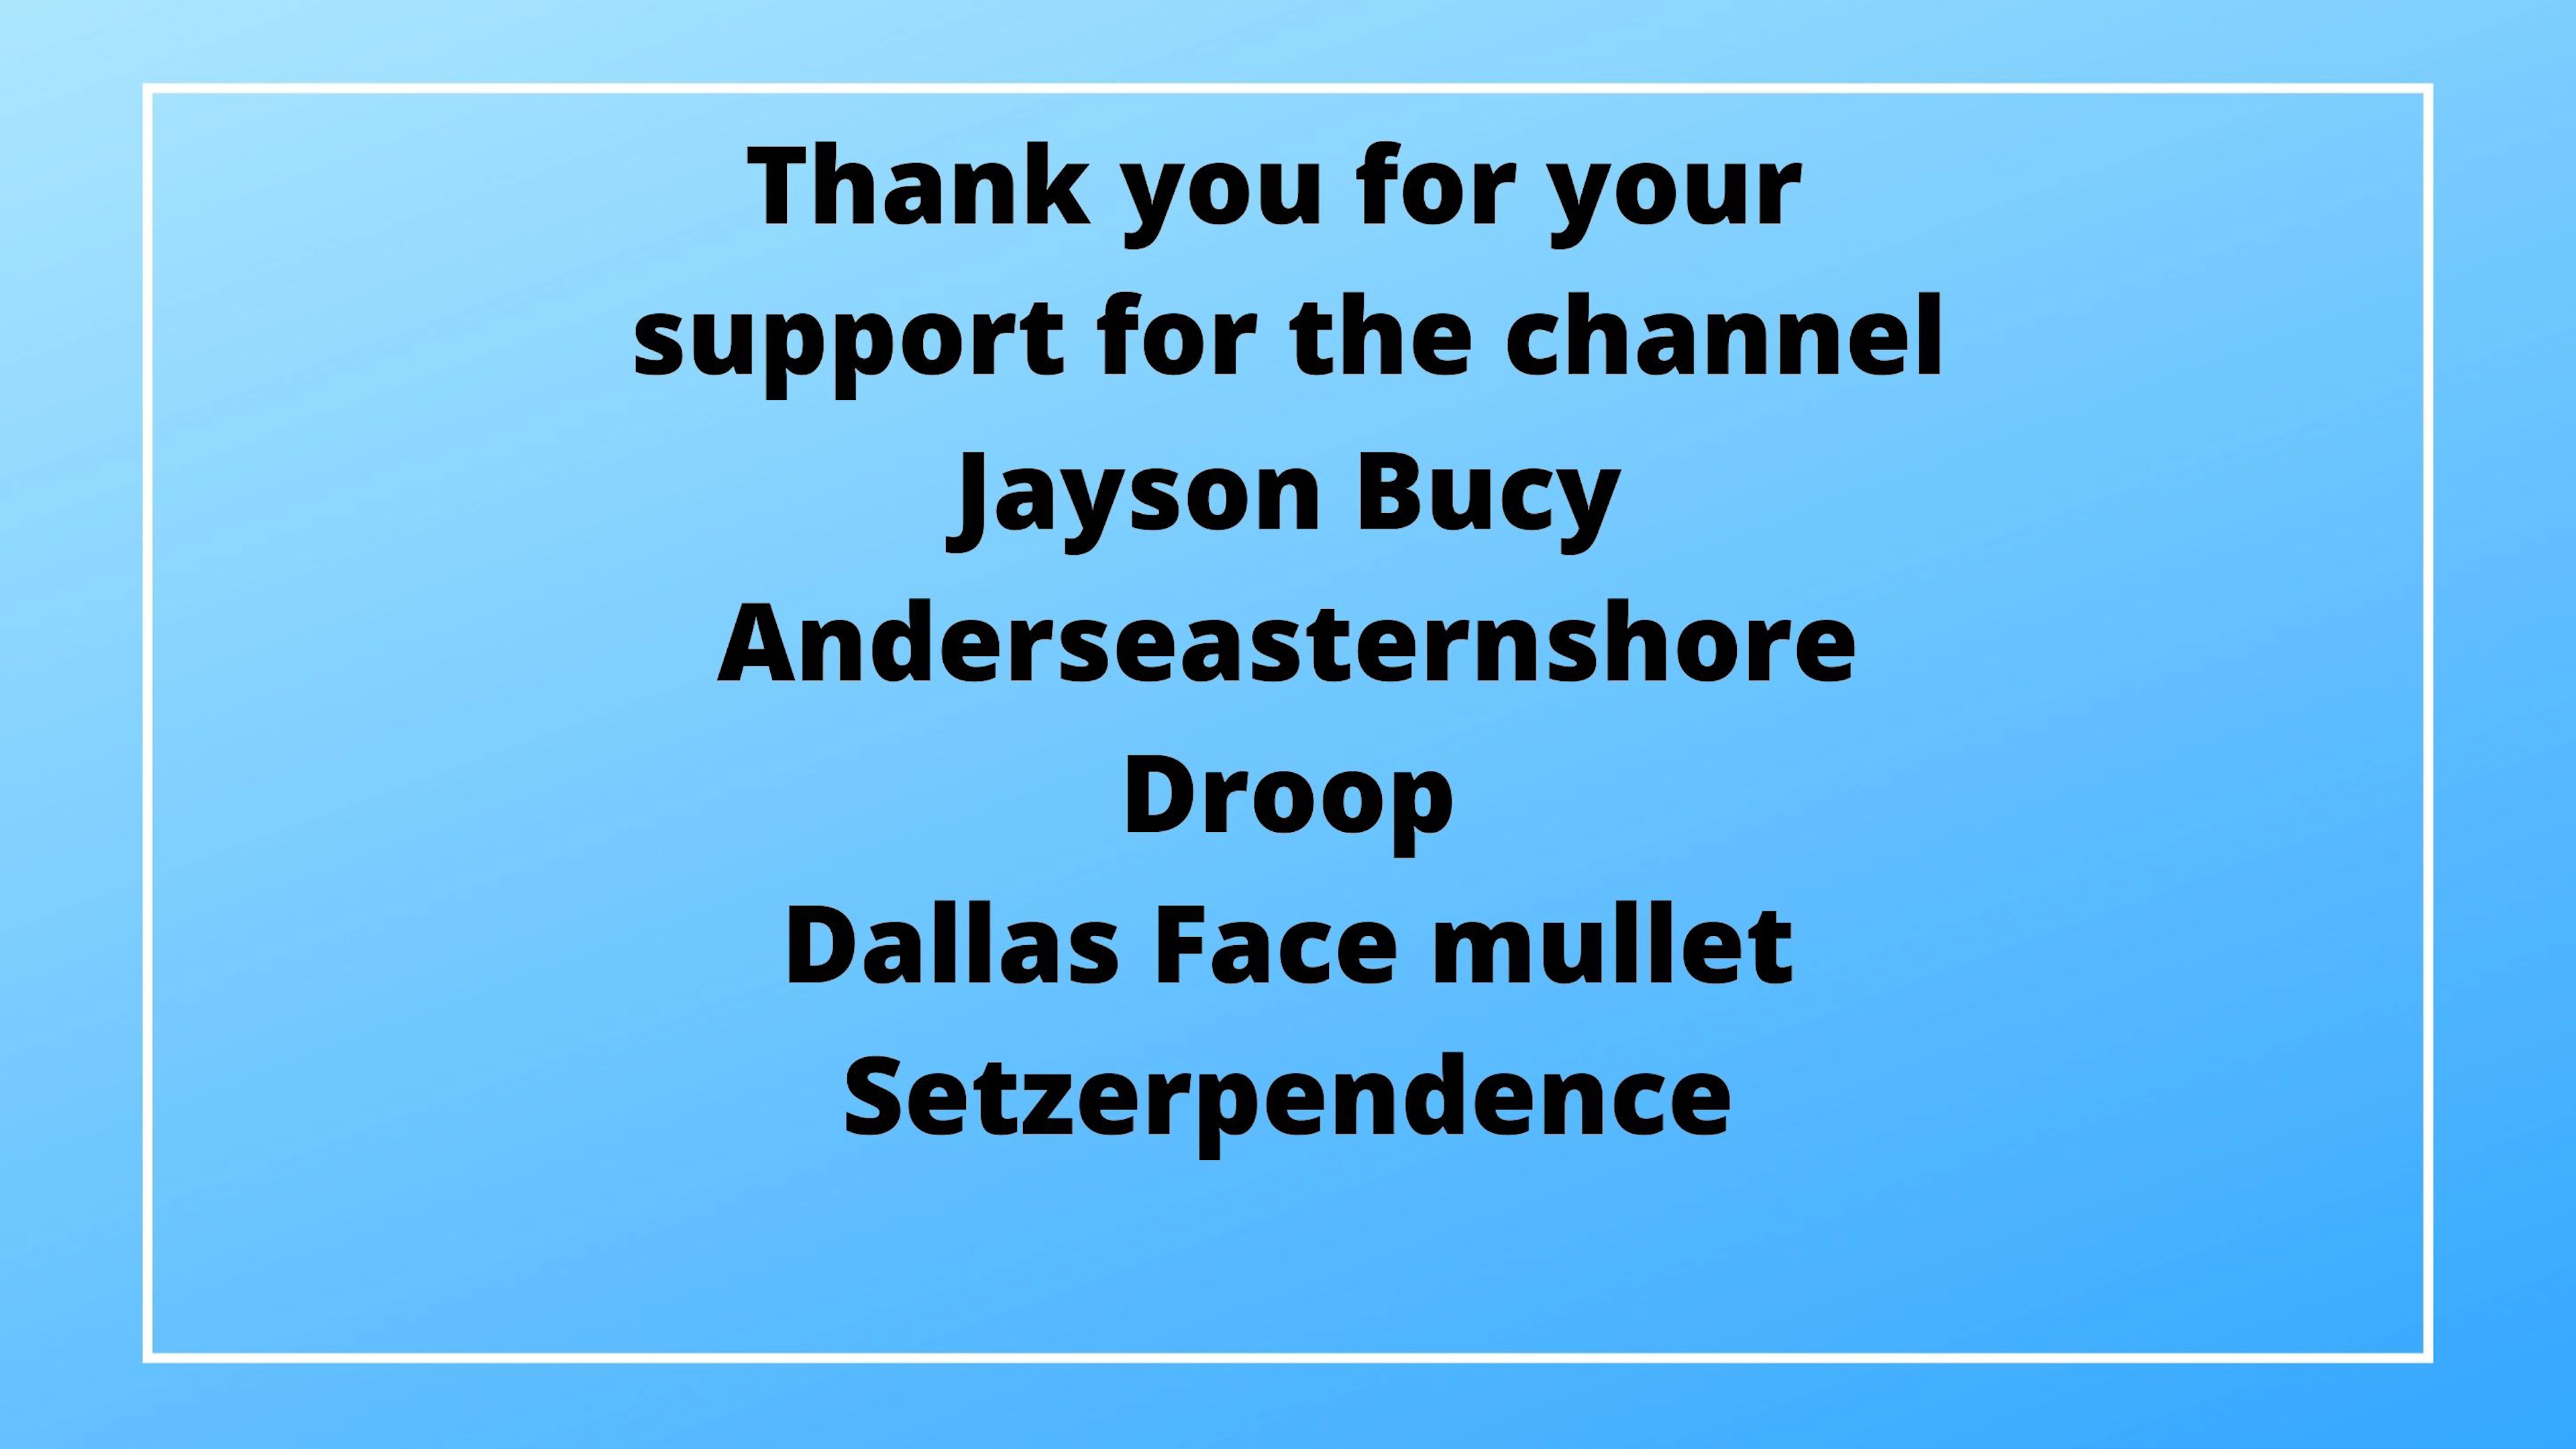 Thank you for your
support for the channel
Jayson Bucy
Anderseasternshore
Droop
Dallas Face mullet
Setzerpendence